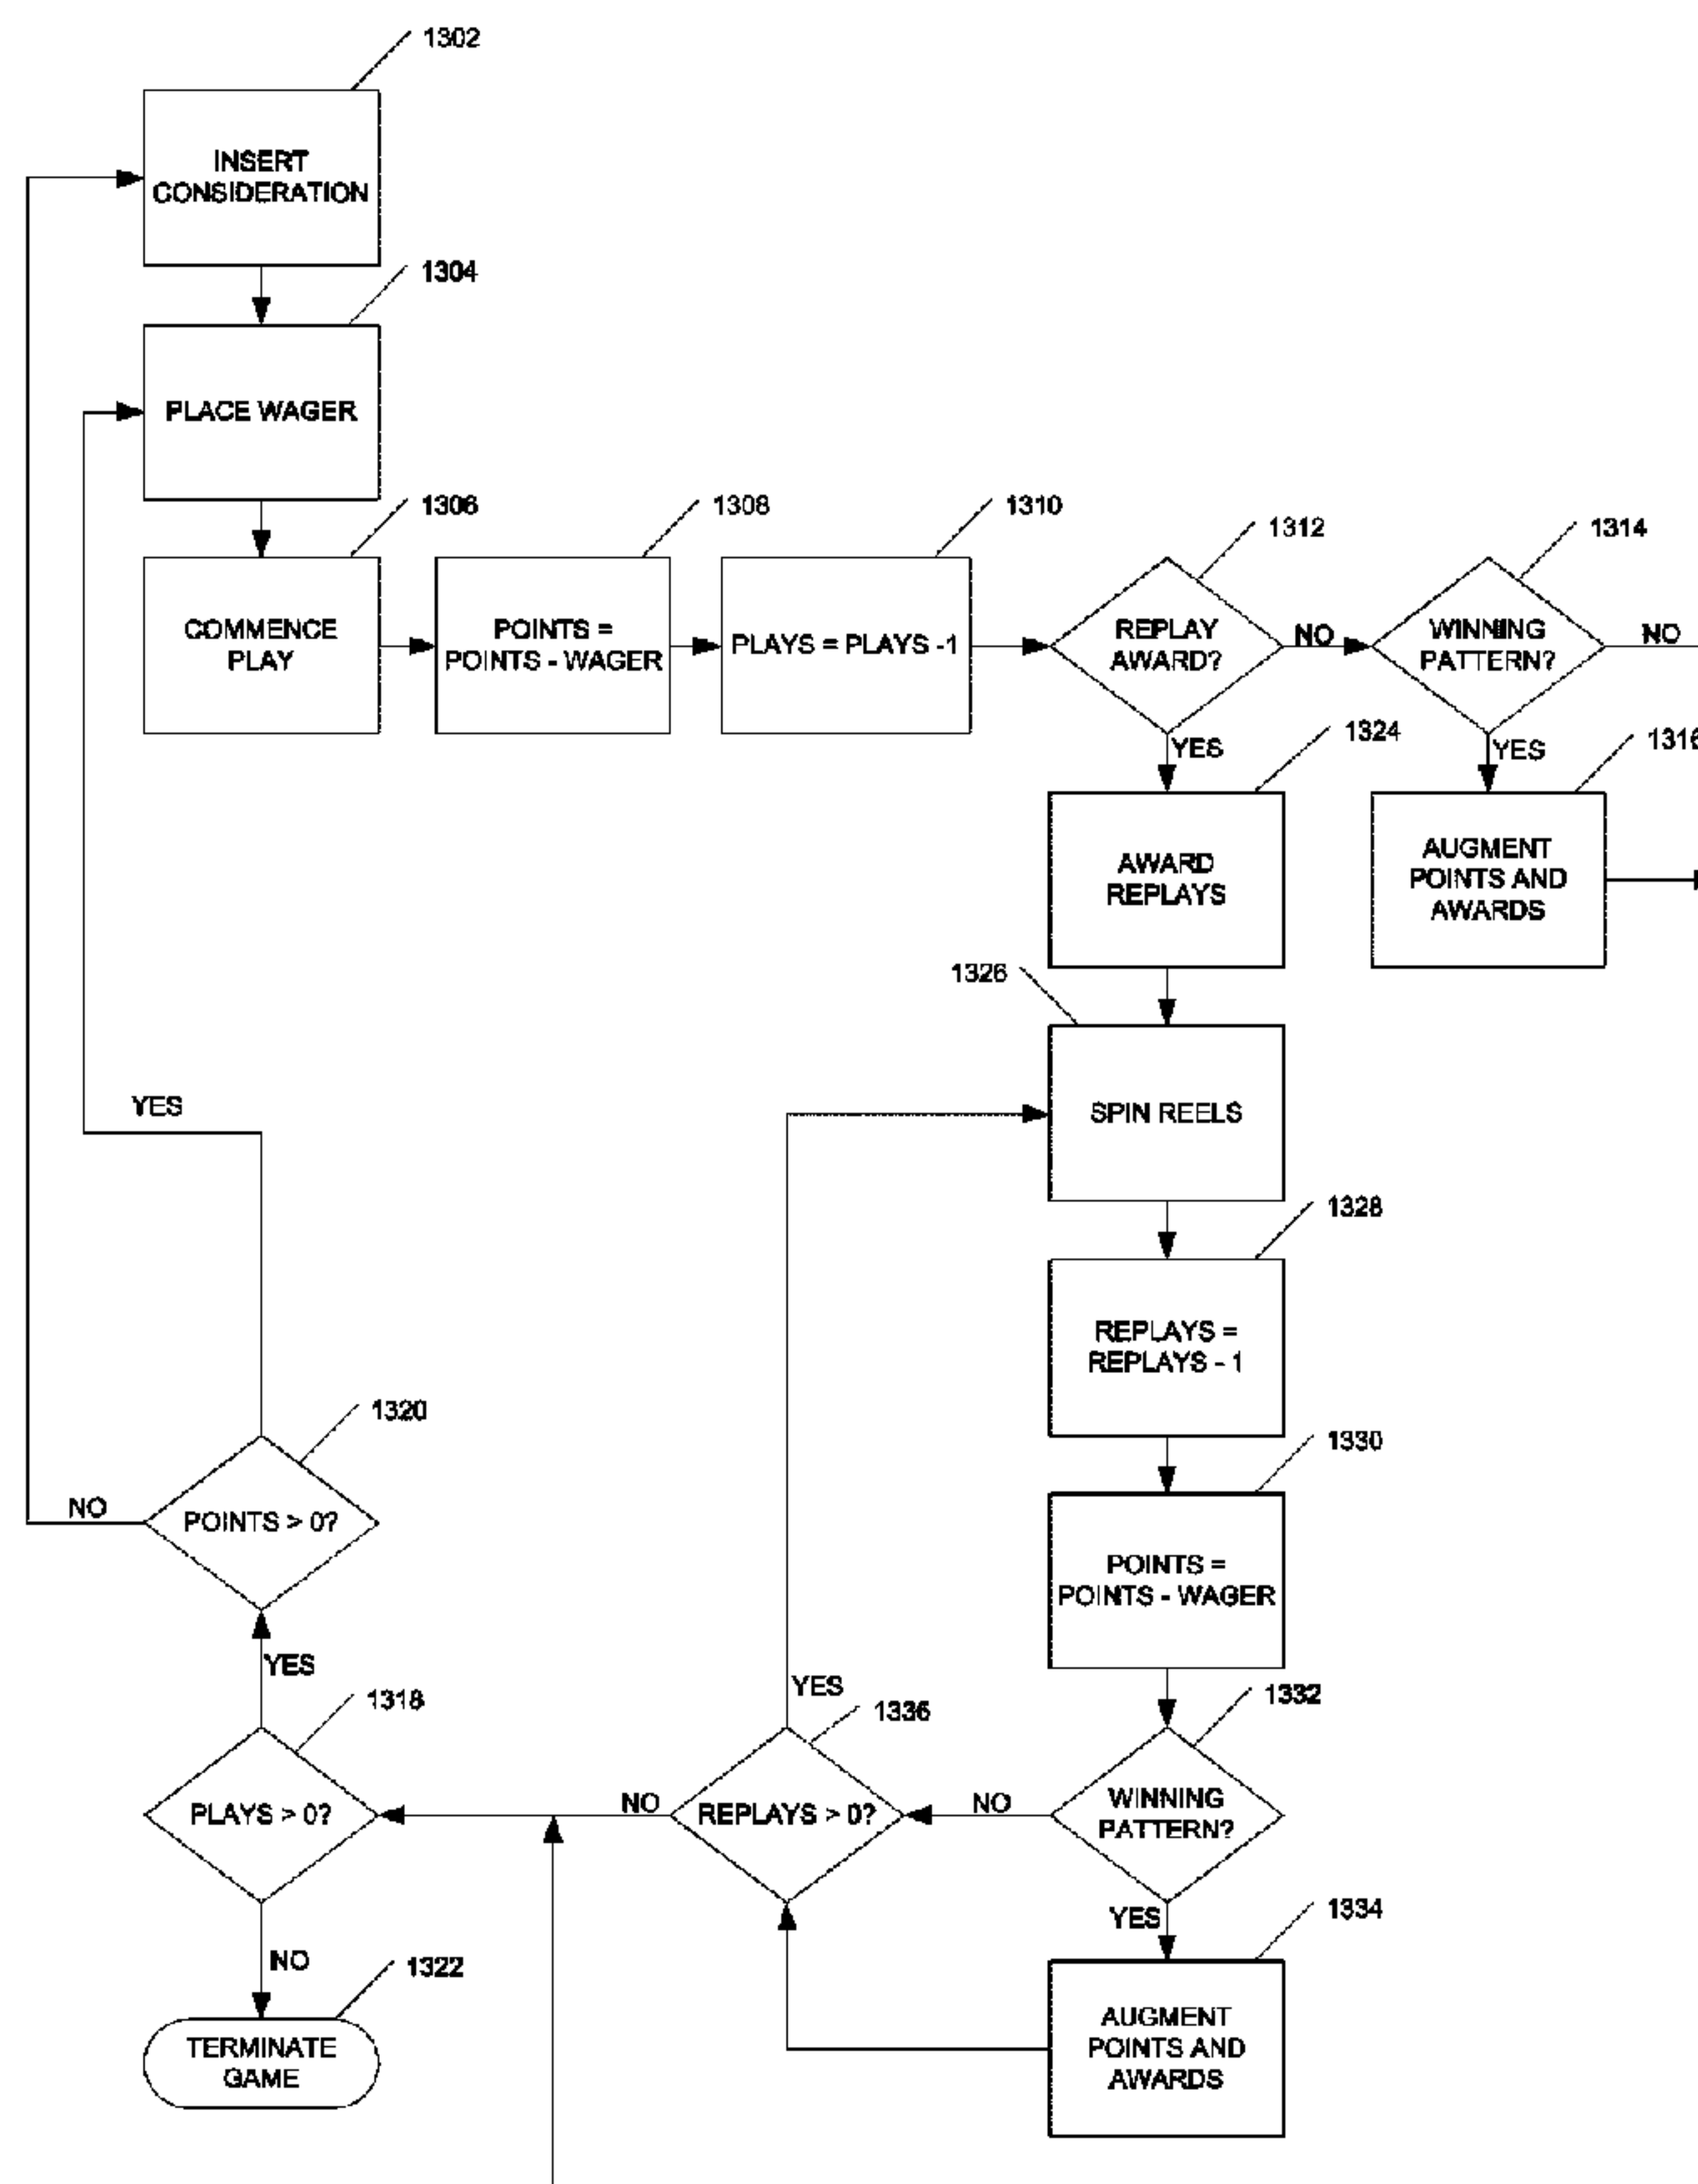 1302
INSERT
CONSIDERATION
1304
PLACE WAGER
1306
COMMENCE
PLAY
1308
POINTS =
POINTS - WAGER
1310
PLAYS = PLAYS -1
1312
REPLAY
AWARD?
NO
1314
WINNING
PATTERN?
NO
YES
1324
YES
1316
AWARD
REPLAYS
AUGMENT
POINTS AND
AWARDS
1326
SPIN REELS
YES
1328
REPLAYS =
REPLAYS - 1
1320
POINTS > 0?
NO
1330
POINTS =
POINTS - WAGER
YES
1318
PLAYS > 0?
YES
1336
REPLAYS > 0?
NO
1332
WINNING
PATTERN?
NO
YES
1334
AUGMENT
POINTS AND
AWARDS
NO
1322
TERMINATE
GAME